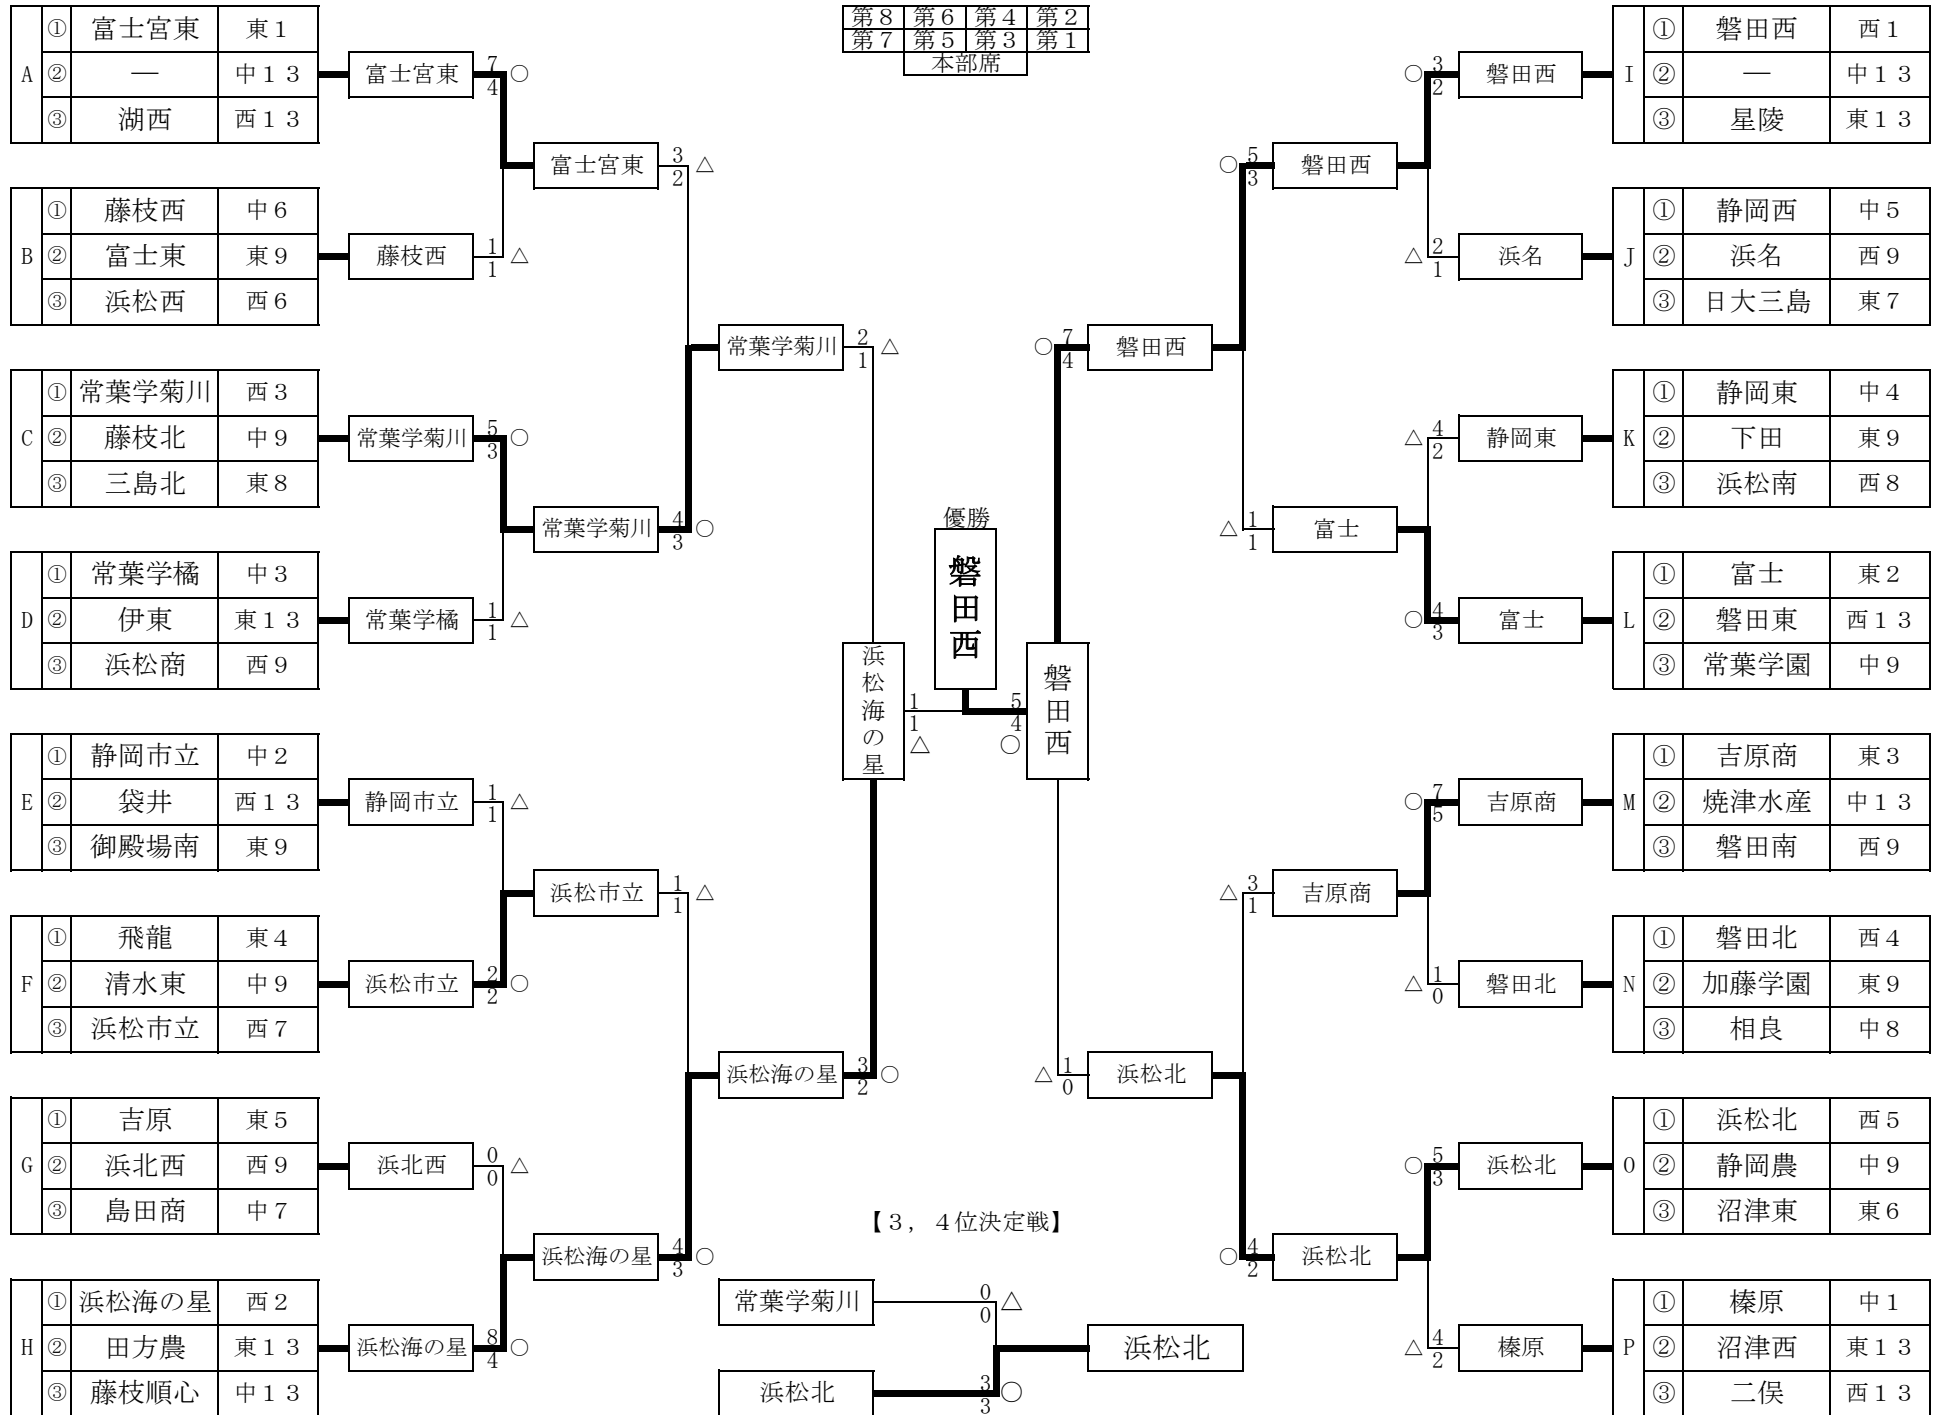 第８ 第６ 第４ 第２
第７ 第５ 第３ 第１
本部席
A
① 富士宮東 東１
② ― 中１３
③ 湖西 西１３
富士宮東 7 4 ○
富士宮東 3 2 △
B
① 藤枝西 中６
② 富士東 東９
③ 浜松西 西６
藤枝西 1 1 △
常葉学菊川 2 1 △
C
① 常葉学菊川 西３
② 藤枝北 中９
③ 三島北 東８
常葉学菊川 5 3 ○
常葉学菊川 4 3 ○
D
① 常葉学橘 中３
② 伊東 東１３
③ 浜松商 西９
常葉学橘 1 1 △
E
① 静岡市立 中２
② 袋井 西１３
③ 御殿場南 東９
静岡市立 1 1 △
浜松市立 1 1 △
F
① 飛龍 東４
② 清水東 中９
③ 浜松市立 西７
浜松市立 2 2 ○
浜松海の星 3 2 ○
G
① 吉原 東５
② 浜北西 西９
③ 島田商 中７
浜北西 0 0 △
浜松海の星 4 3 ○
H
① 浜松海の星 西２
② 田方農 東１３
③ 藤枝順心 中１３
浜松海の星 8 4 ○
優勝
磐田西
浜松海の星 1 1 △
○ 5 4 磐田西
I
① 磐田西 西１
② ― 中１３
③ 星陵 東１３
○ 3 2 磐田西
○ 5 3 磐田西
J
① 静岡西 中５
② 浜名 西９
③ 日大三島 東７
△ 2 1 浜名
○ 7 4 磐田西
K
① 静岡東 中４
② 下田 東９
③ 浜松南 西８
△ 4 2 静岡東
△ 1 1 富士
L
① 富士 東２
② 磐田東 西１３
③ 常葉学園 中９
○ 4 3 富士
M
① 吉原商 東３
② 焼津水産 中１３
③ 磐田南 西９
○ 7 5 吉原商
△ 3 1 吉原商
N
① 磐田北 西４
② 加藤学園 東９
③ 相良 中８
△ 1 0 磐田北
△ 1 0 浜松北
O
① 浜松北 西５
② 静岡農 中９
③ 沼津東 東６
○ 5 3 浜松北
○ 4 2 浜松北
P
① 榛原 中１
② 沼津西 東１３
③ 二俣 西１３
△ 4 2 榛原
【３，４位決定戦】
常葉学菊川 0 0 △
浜松北 3 3 ○
浜松北